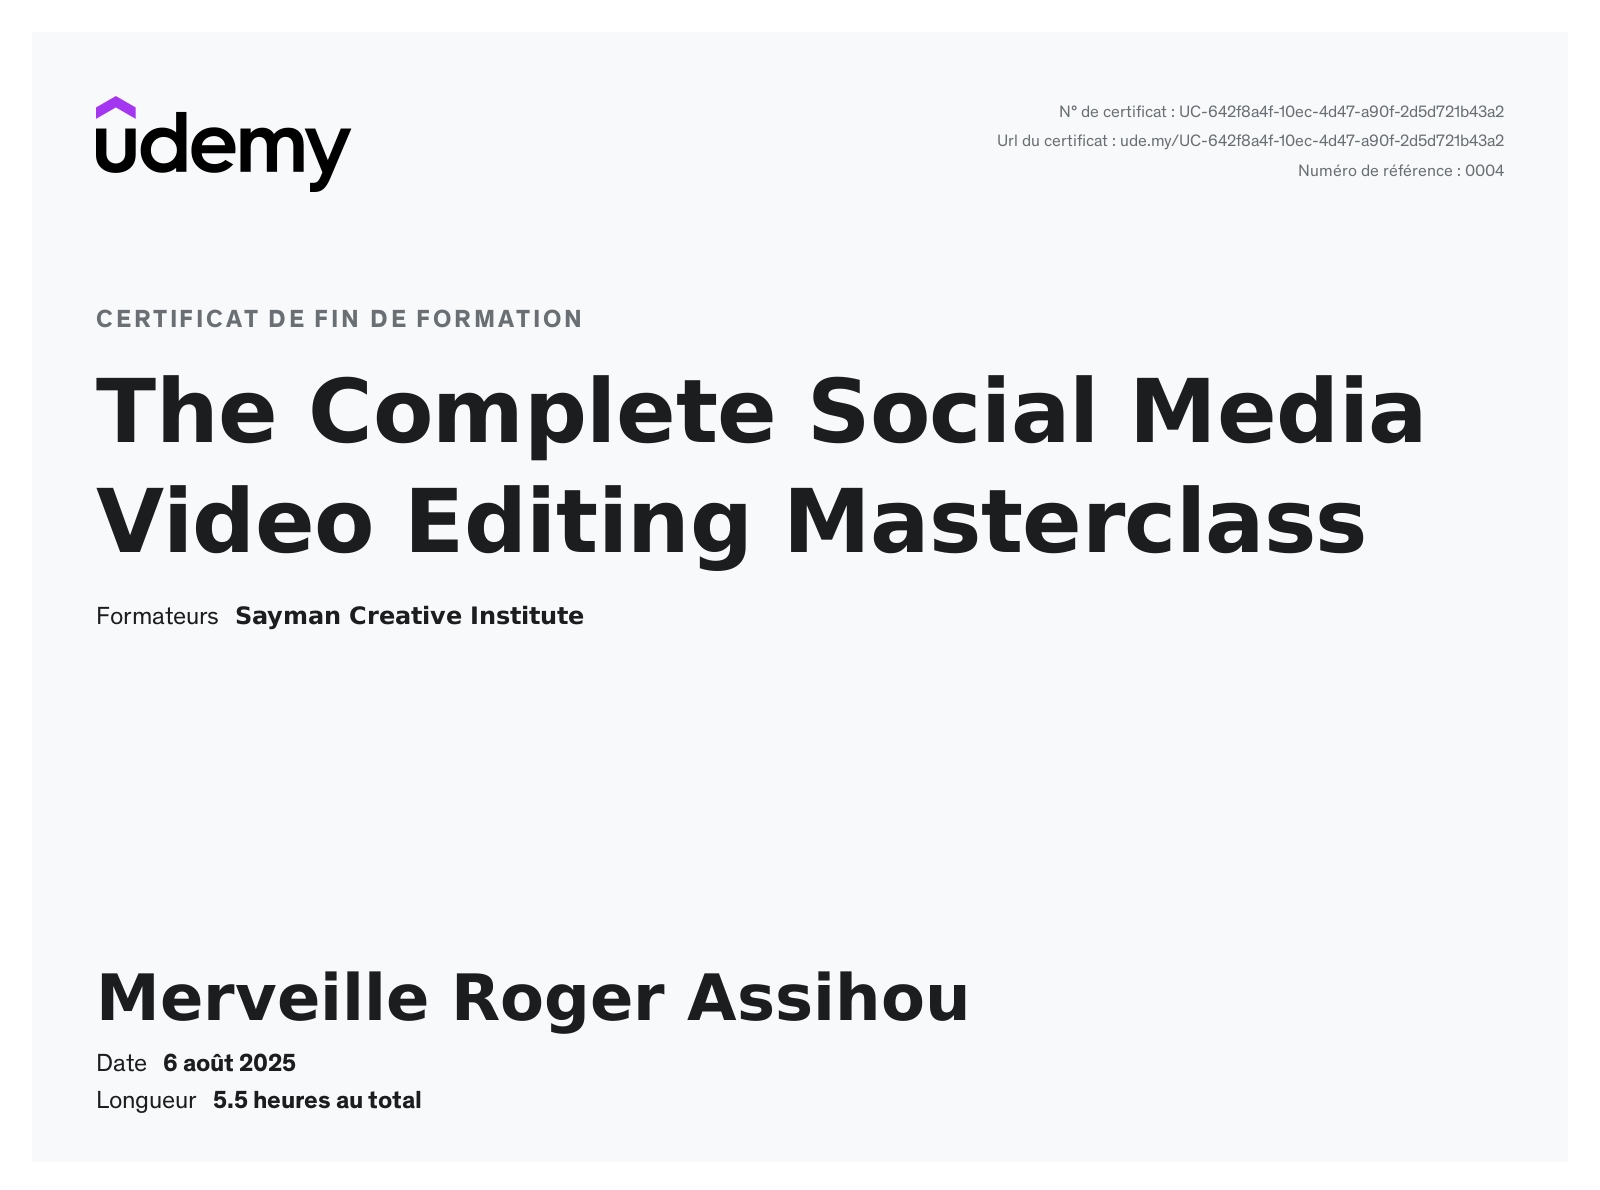 udemy
N° de certificat : UC-642f8a4f-10ec-4d47-a90f-2d5d721b43a2
Url du certificat : ude.my/UC-642f8a4f-10ec-4d47-a90f-2d5d721b43a2
Numéro de référence : 0004
CERTIFICAT DE FIN DE FORMATION
The Complete Social Media
Video Editing Masterclass
Formateurs Sayman Creative Institute
Merveille Roger Assihou
Date 6 août 2025
Longueur 5.5 heures au total